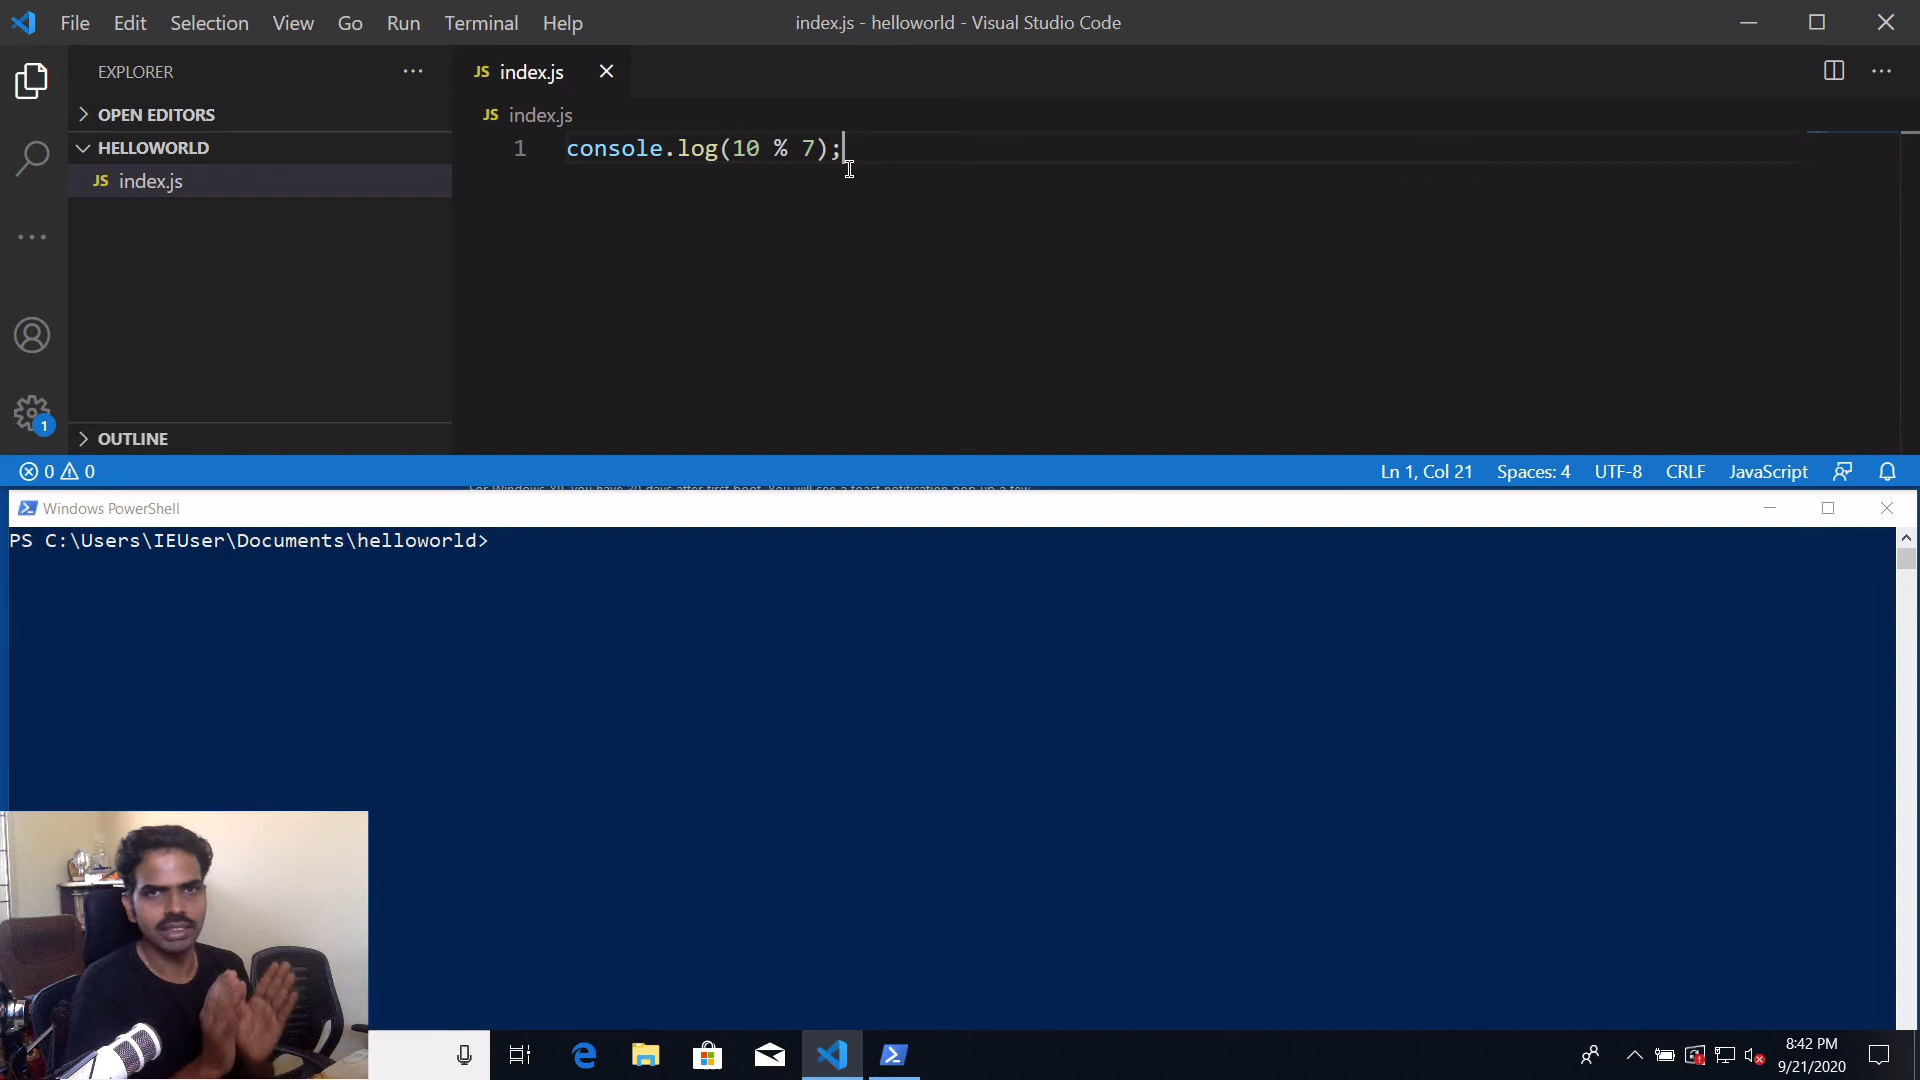 File Edit Selection View Go Run Terminal Help
index.js - helloworld - Visual Studio Code
EXPLORER
JS index.js
OPEN EDITORS
JS index.js
HELLOWORLD
1 console.log(10 % 7);
JS index.js
OUTLINE
1
0 0
Ln 1, Col 21 Spaces: 4 UTF-8 CRLF JavaScript
Windows PowerShell
PS C:\Users\IEUser\Documents\helloworld>
8:42 PM
9/21/2020